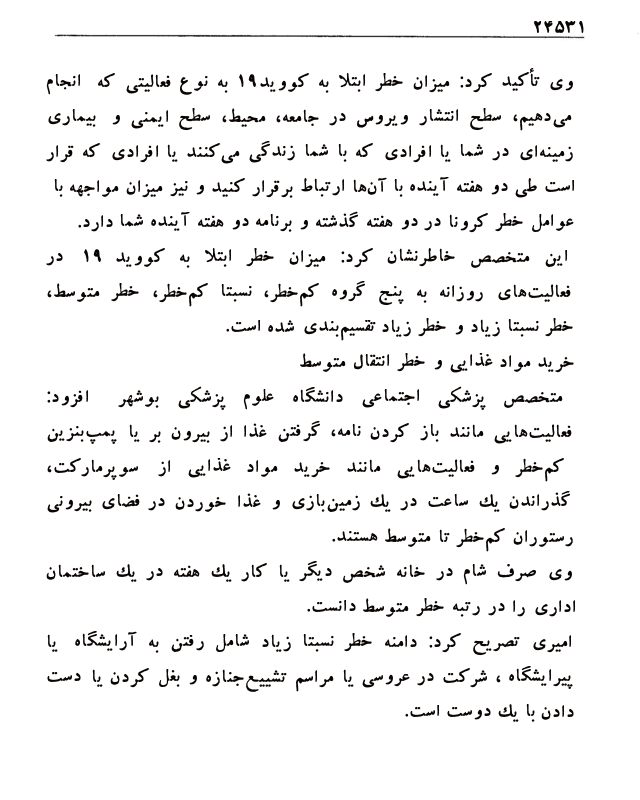 ۲۴۵۳۱
وی تأکید کرد: میزان خطر ابتلا به کووید۱۹ به نوع فعالیتی که انجام
می‌دهیم، سطح انتشار ویروس در جامعه، محیط، سطح ایمنی و بیماری
زمینه‌ای در شما یا افرادی که با شما زندگی می‌کنند یا افرادی که قرار
است طی دو هفته آینده با آن‌ها ارتباط برقرار کنید و نیز میزان مواجهه با
عوامل خطر کرونا در دو هفته گذشته و برنامه دو هفته آینده شما دارد.
این متخصص خاطرنشان کرد: میزان خطر ابتلا به کووید ۱۹ در
فعالیت‌های روزانه به پنج گروه کم‌خطر، نسبتا کم‌خطر، خطر متوسط،
خطر نسبتا زیاد و خطر زیاد تقسیم‌بندی شده است.
خرید مواد غذایی و خطر انتقال متوسط
متخصص پزشکی اجتماعی دانشگاه علوم پزشکی بوشهر افزود:
فعالیت‌هایی مانند باز کردن نامه، گرفتن غذا از بیرون بر یا پمپ‌بنزین
کم‌خطر و فعالیت‌هایی مانند خرید مواد غذایی از سوپرمارکت،
گذراندن یك ساعت در یك زمین‌بازی و غذا خوردن در فضای بیرونی
رستوران کم‌خطر تا متوسط هستند.
وی صرف شام در خانه شخص دیگر یا کار یك هفته در یك ساختمان
اداری را در رتبه خطر متوسط دانست.
امیری تصریح کرد: دامنه خطر نسبتا زیاد شامل رفتن به آرایشگاه یا
پیرایشگاه ، شرکت در عروسی یا مراسم تشییع‌جنازه و بغل کردن یا دست
دادن با یك دوست است.